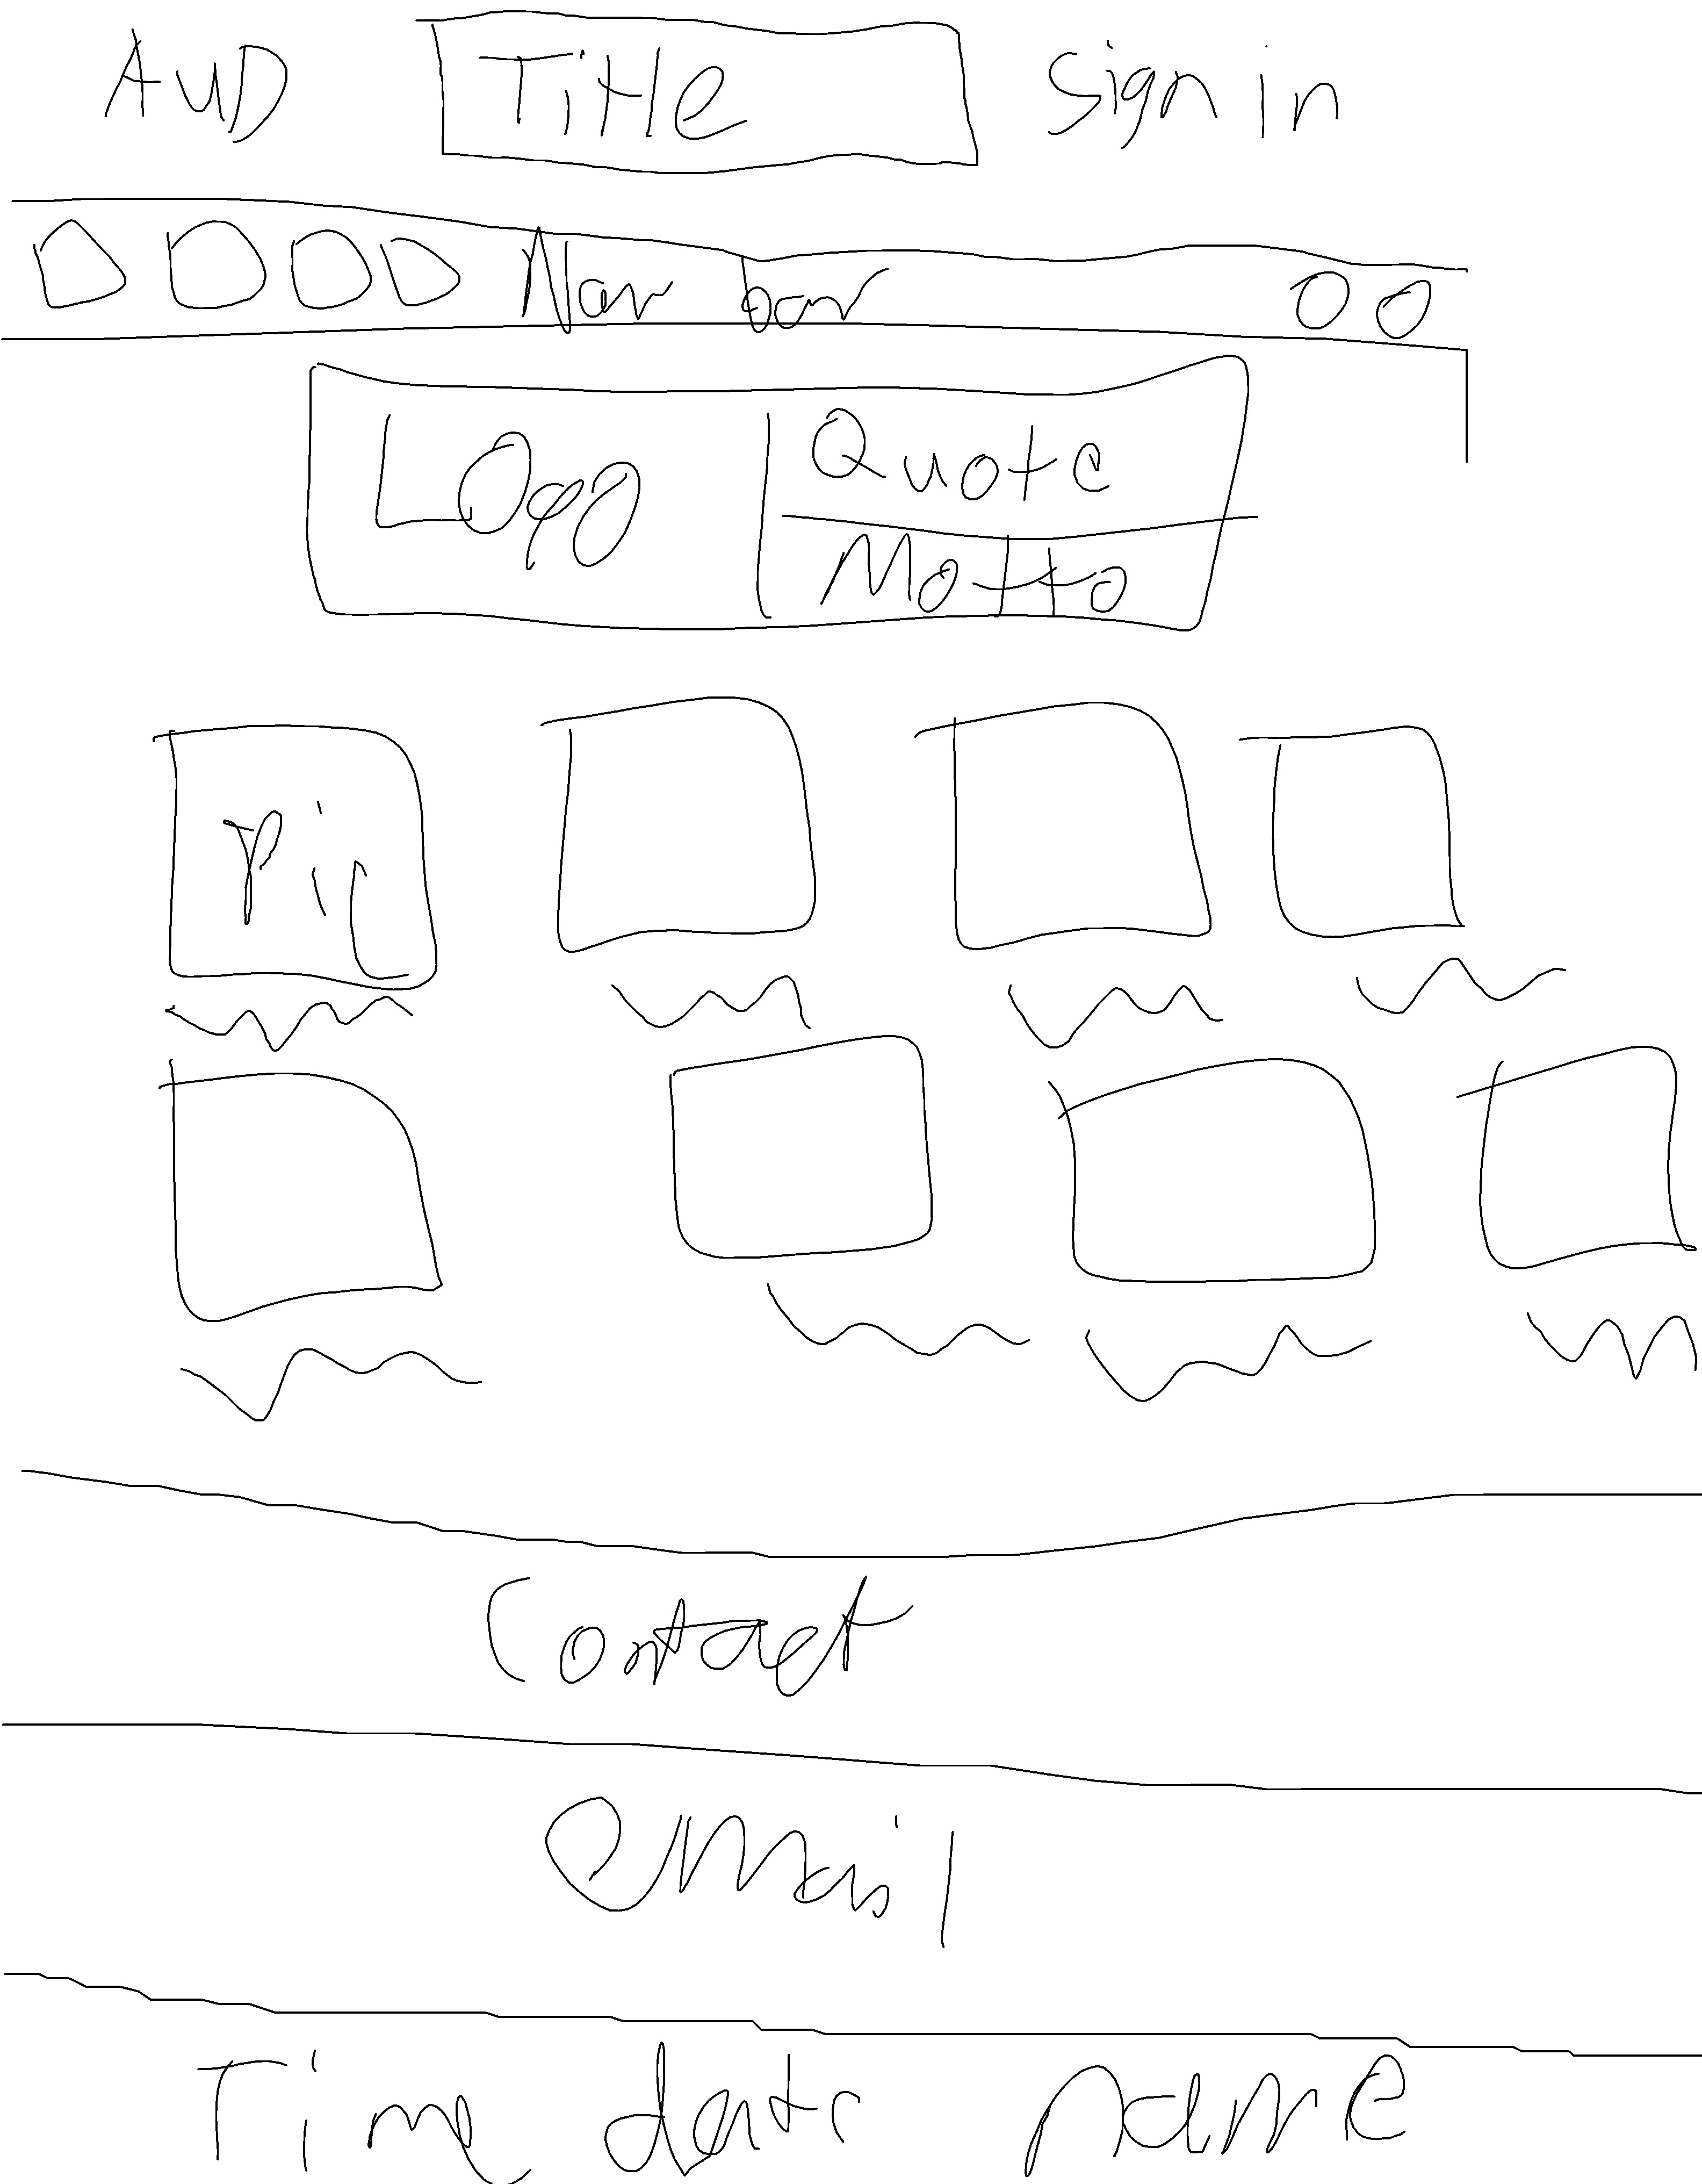 AUD Title Sign in
Nav bar
Logo Quote
Motto
Pic
Contact
email
Time date name